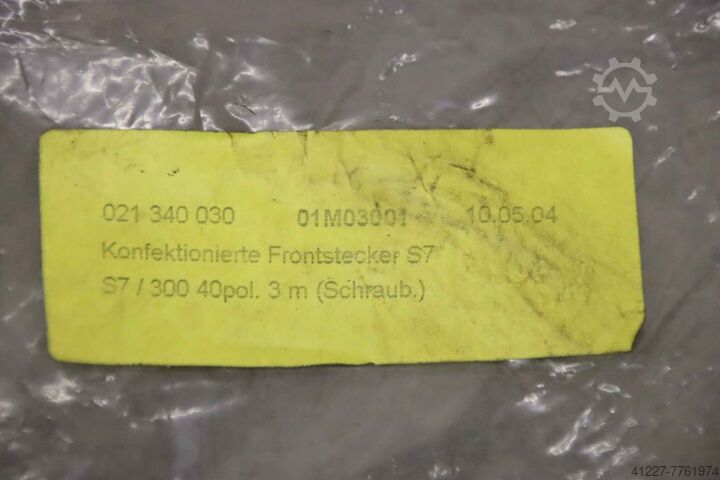 021 340 030 01M03001 10.05.04
Konfektionierte Frontstecker S7
S7 / 300 40pol. 3 m (Schraub.)
41227-7761974